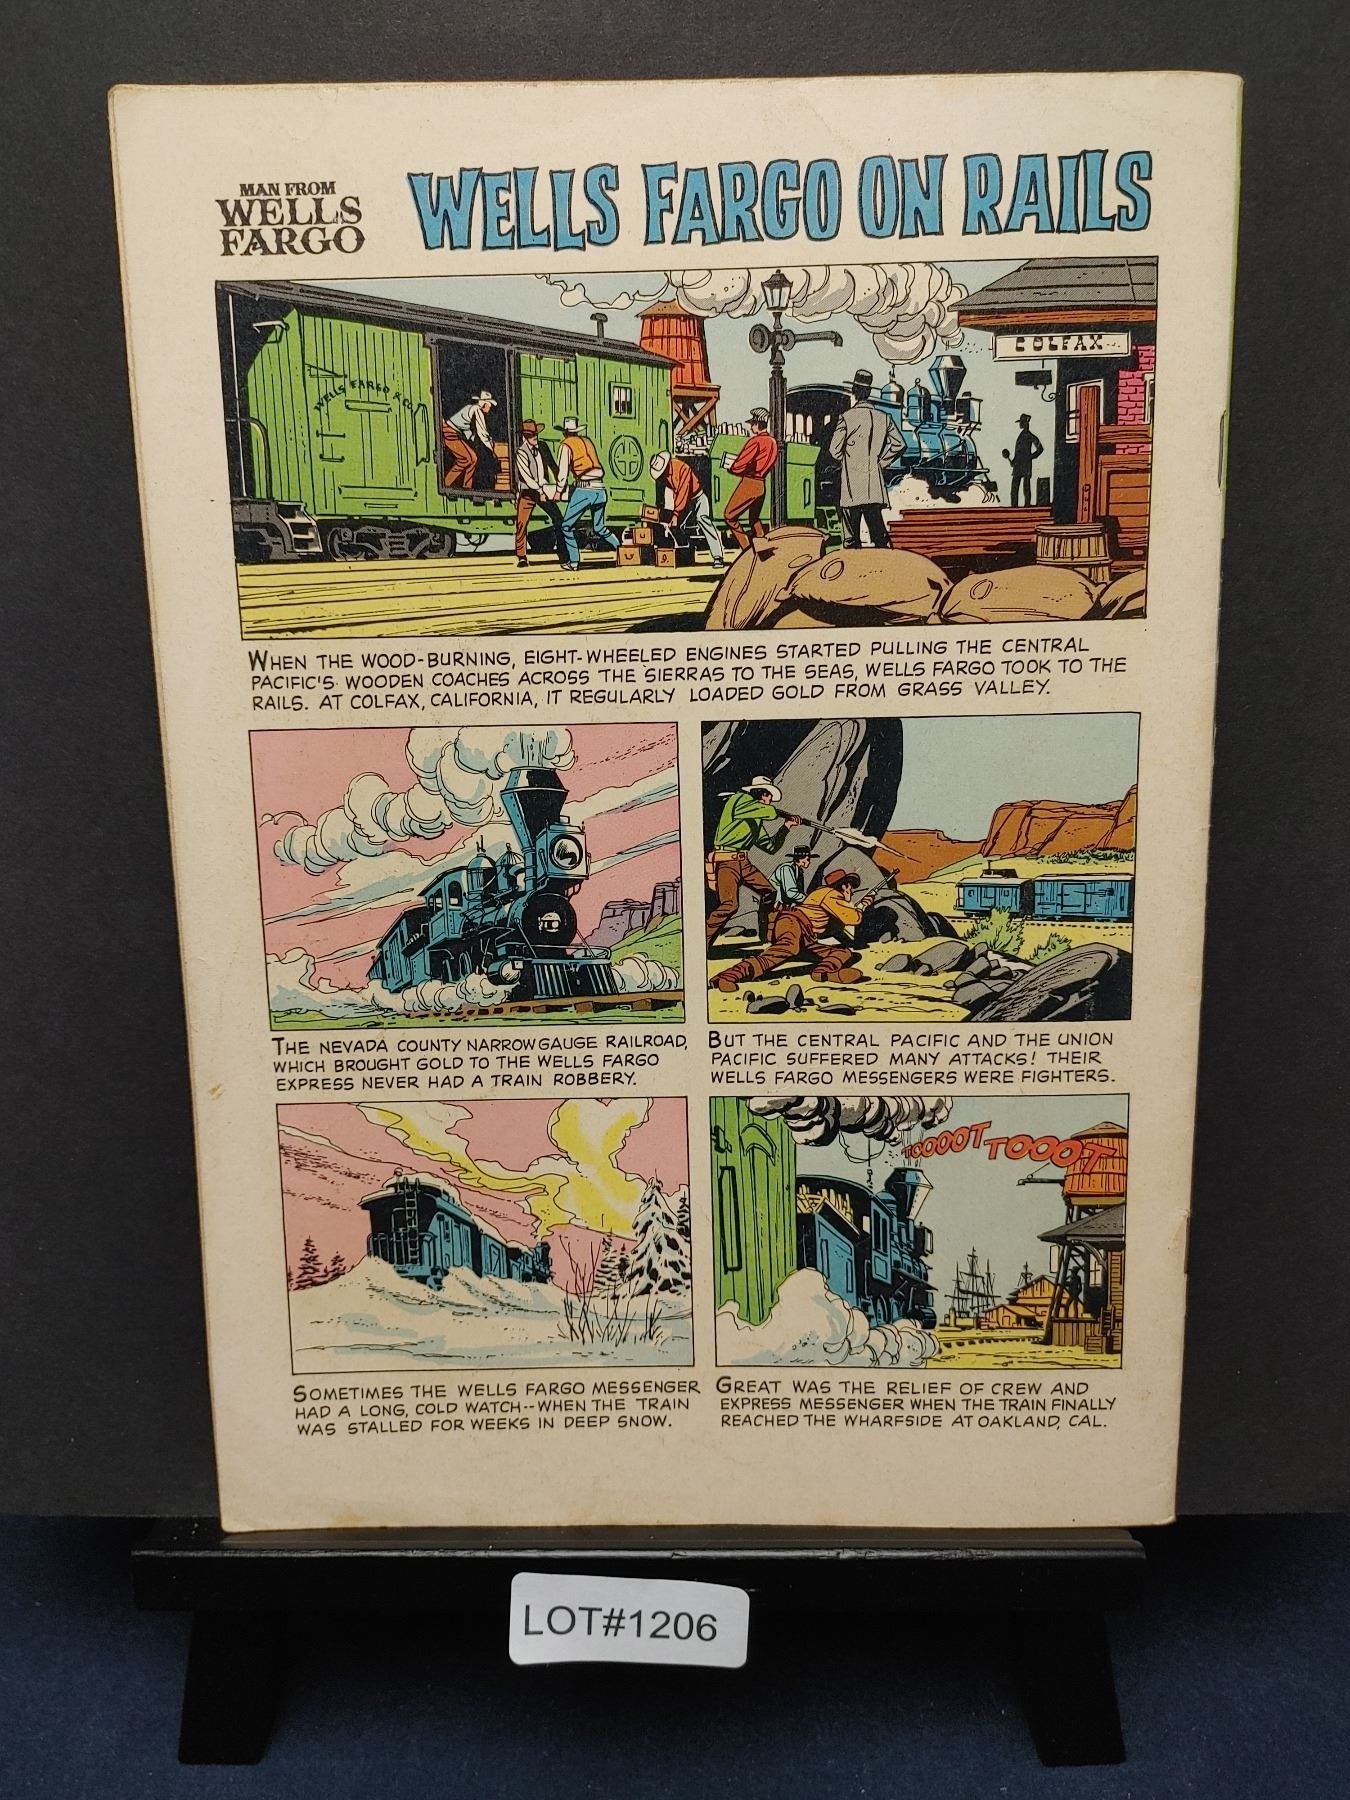 MAN FROM
WELLS
FARGO
WELLS FARGO ON RAILS
COLFAX
WELLS FARGO & CO.
WHEN THE WOOD-BURNING, EIGHT-WHEELED ENGINES STARTED PULLING THE CENTRAL
PACIFIC'S WOODEN COACHES ACROSS THE SIERRAS TO THE SEAS, WELLS FARGO TOOK TO THE
RAILS. AT COLFAX, CALIFORNIA, IT REGULARLY LOADED GOLD FROM GRASS VALLEY.
THE NEVADA COUNTY NARROW GAUGE RAILROAD,
WHICH BROUGHT GOLD TO THE WELLS FARGO
EXPRESS NEVER HAD A TRAIN ROBBERY.
BUT THE CENTRAL PACIFIC AND THE UNION
PACIFIC SUFFERED MANY ATTACKS! THEIR
WELLS FARGO MESSENGERS WERE FIGHTERS.
TOOOOT TOOOT
SOMETIMES THE WELLS FARGO MESSENGER
HAD A LONG, COLD WATCH--WHEN THE TRAIN
WAS STALLED FOR WEEKS IN DEEP SNOW.
GREAT WAS THE RELIEF OF CREW AND
EXPRESS MESSENGER WHEN THE TRAIN FINALLY
REACHED THE WHARFSIDE AT OAKLAND, CAL.
LOT#1206